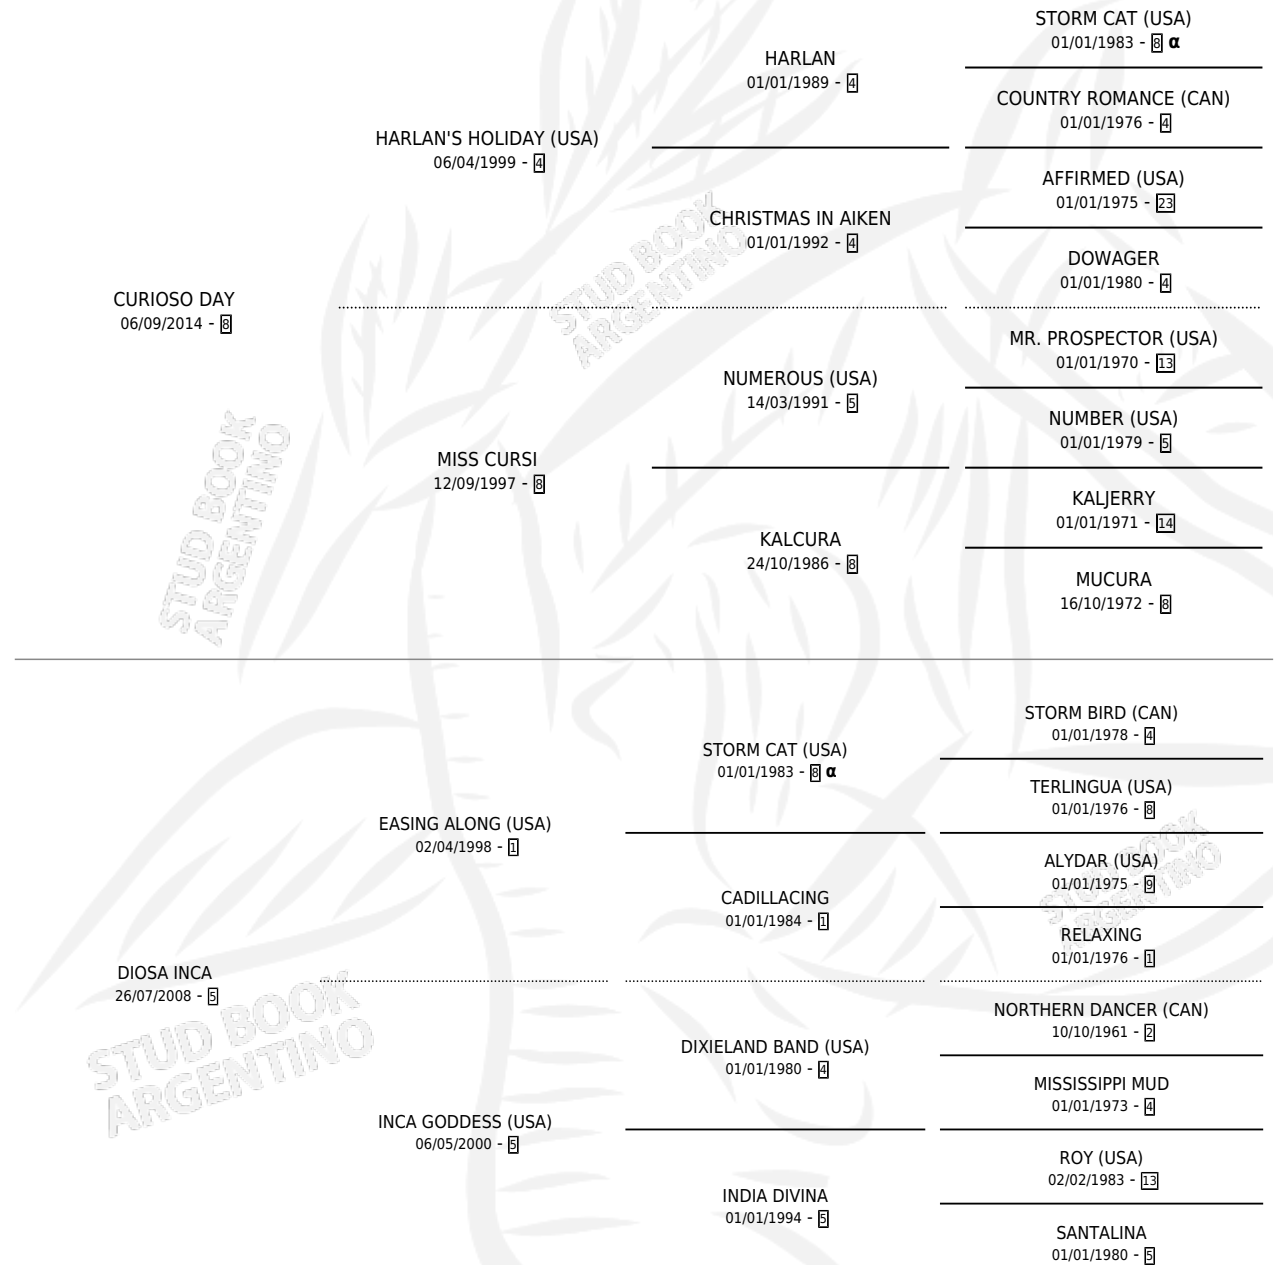 STORM CAT (USA)
01/01/1983 - 8 α
HARLAN
01/01/1989 - 4
COUNTRY ROMANCE (CAN)
01/01/1976 - 4
HARLAN'S HOLIDAY (USA)
06/04/1999 - 4
AFFIRMED (USA)
01/01/1975 - 23
CHRISTMAS IN AIKEN
01/01/1992 - 4
DOWAGER
01/01/1980 - 4
CURIOSO DAY
06/09/2014 - 8
MR. PROSPECTOR (USA)
01/01/1970 - 13
NUMEROUS (USA)
14/03/1991 - 5
NUMBER (USA)
01/01/1979 - 5
MISS CURSI
12/09/1997 - 8
KALJERRY
01/01/1971 - 14
KALCURA
24/10/1986 - 8
MUCURA
16/10/1972 - 8
STORM BIRD (CAN)
01/01/1978 - 4
STORM CAT (USA)
01/01/1983 - 8 α
TERLINGUA (USA)
01/01/1976 - 8
EASING ALONG (USA)
02/04/1998 - 1
ALYDAR (USA)
01/01/1975 - 9
CADILLACING
01/01/1984 - 1
RELAXING
01/01/1976 - 1
DIOSA INCA
26/07/2008 - 5
NORTHERN DANCER (CAN)
10/10/1961 - 2
DIXIELAND BAND (USA)
01/01/1980 - 4
MISSISSIPPI MUD
01/01/1973 - 4
INCA GODDESS (USA)
06/05/2000 - 5
ROY (USA)
02/02/1983 - 13
INDIA DIVINA
01/01/1994 - 5
SANTALINA
01/01/1980 - 5
STUD BOOK
ARGENTINO
STUD BOOK
ARGENTINO
STUD BOOK
ARGENTINO
STUD BOOK
ARGENTINO